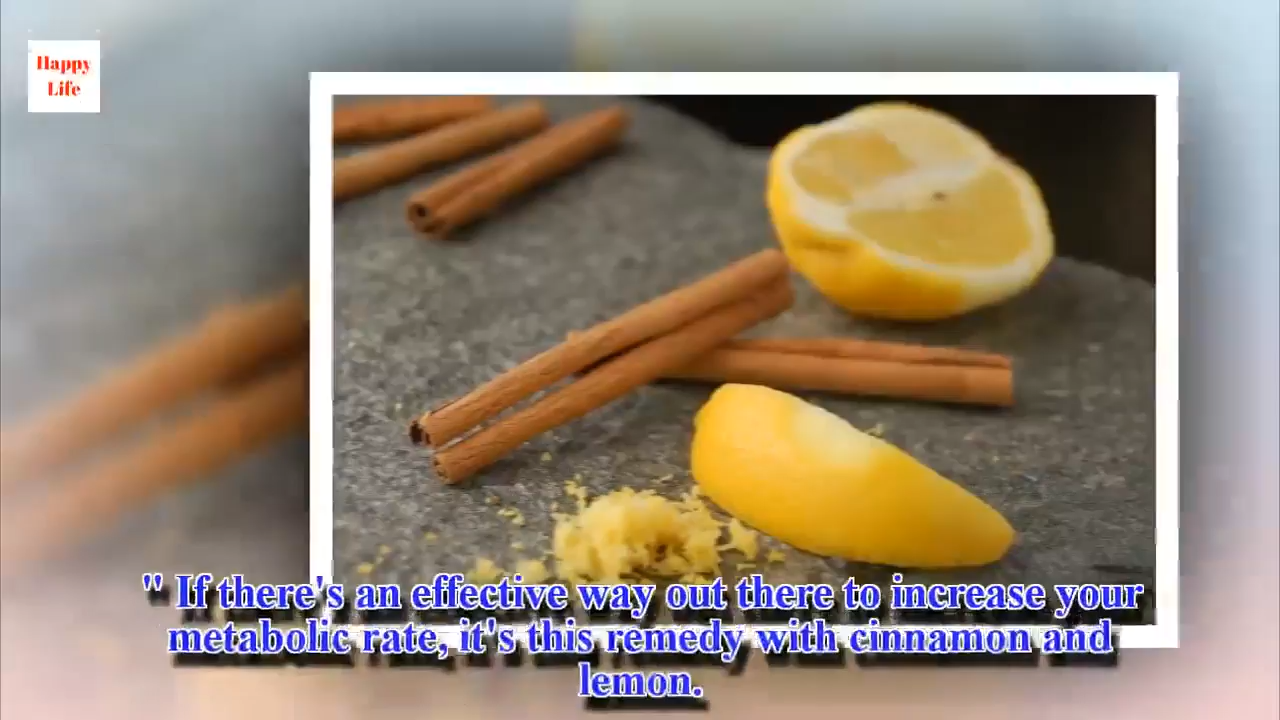 Happy
Life
" If there's an effective way out there to increase your
metabolic rate, it's this remedy with cinnamon and
lemon.